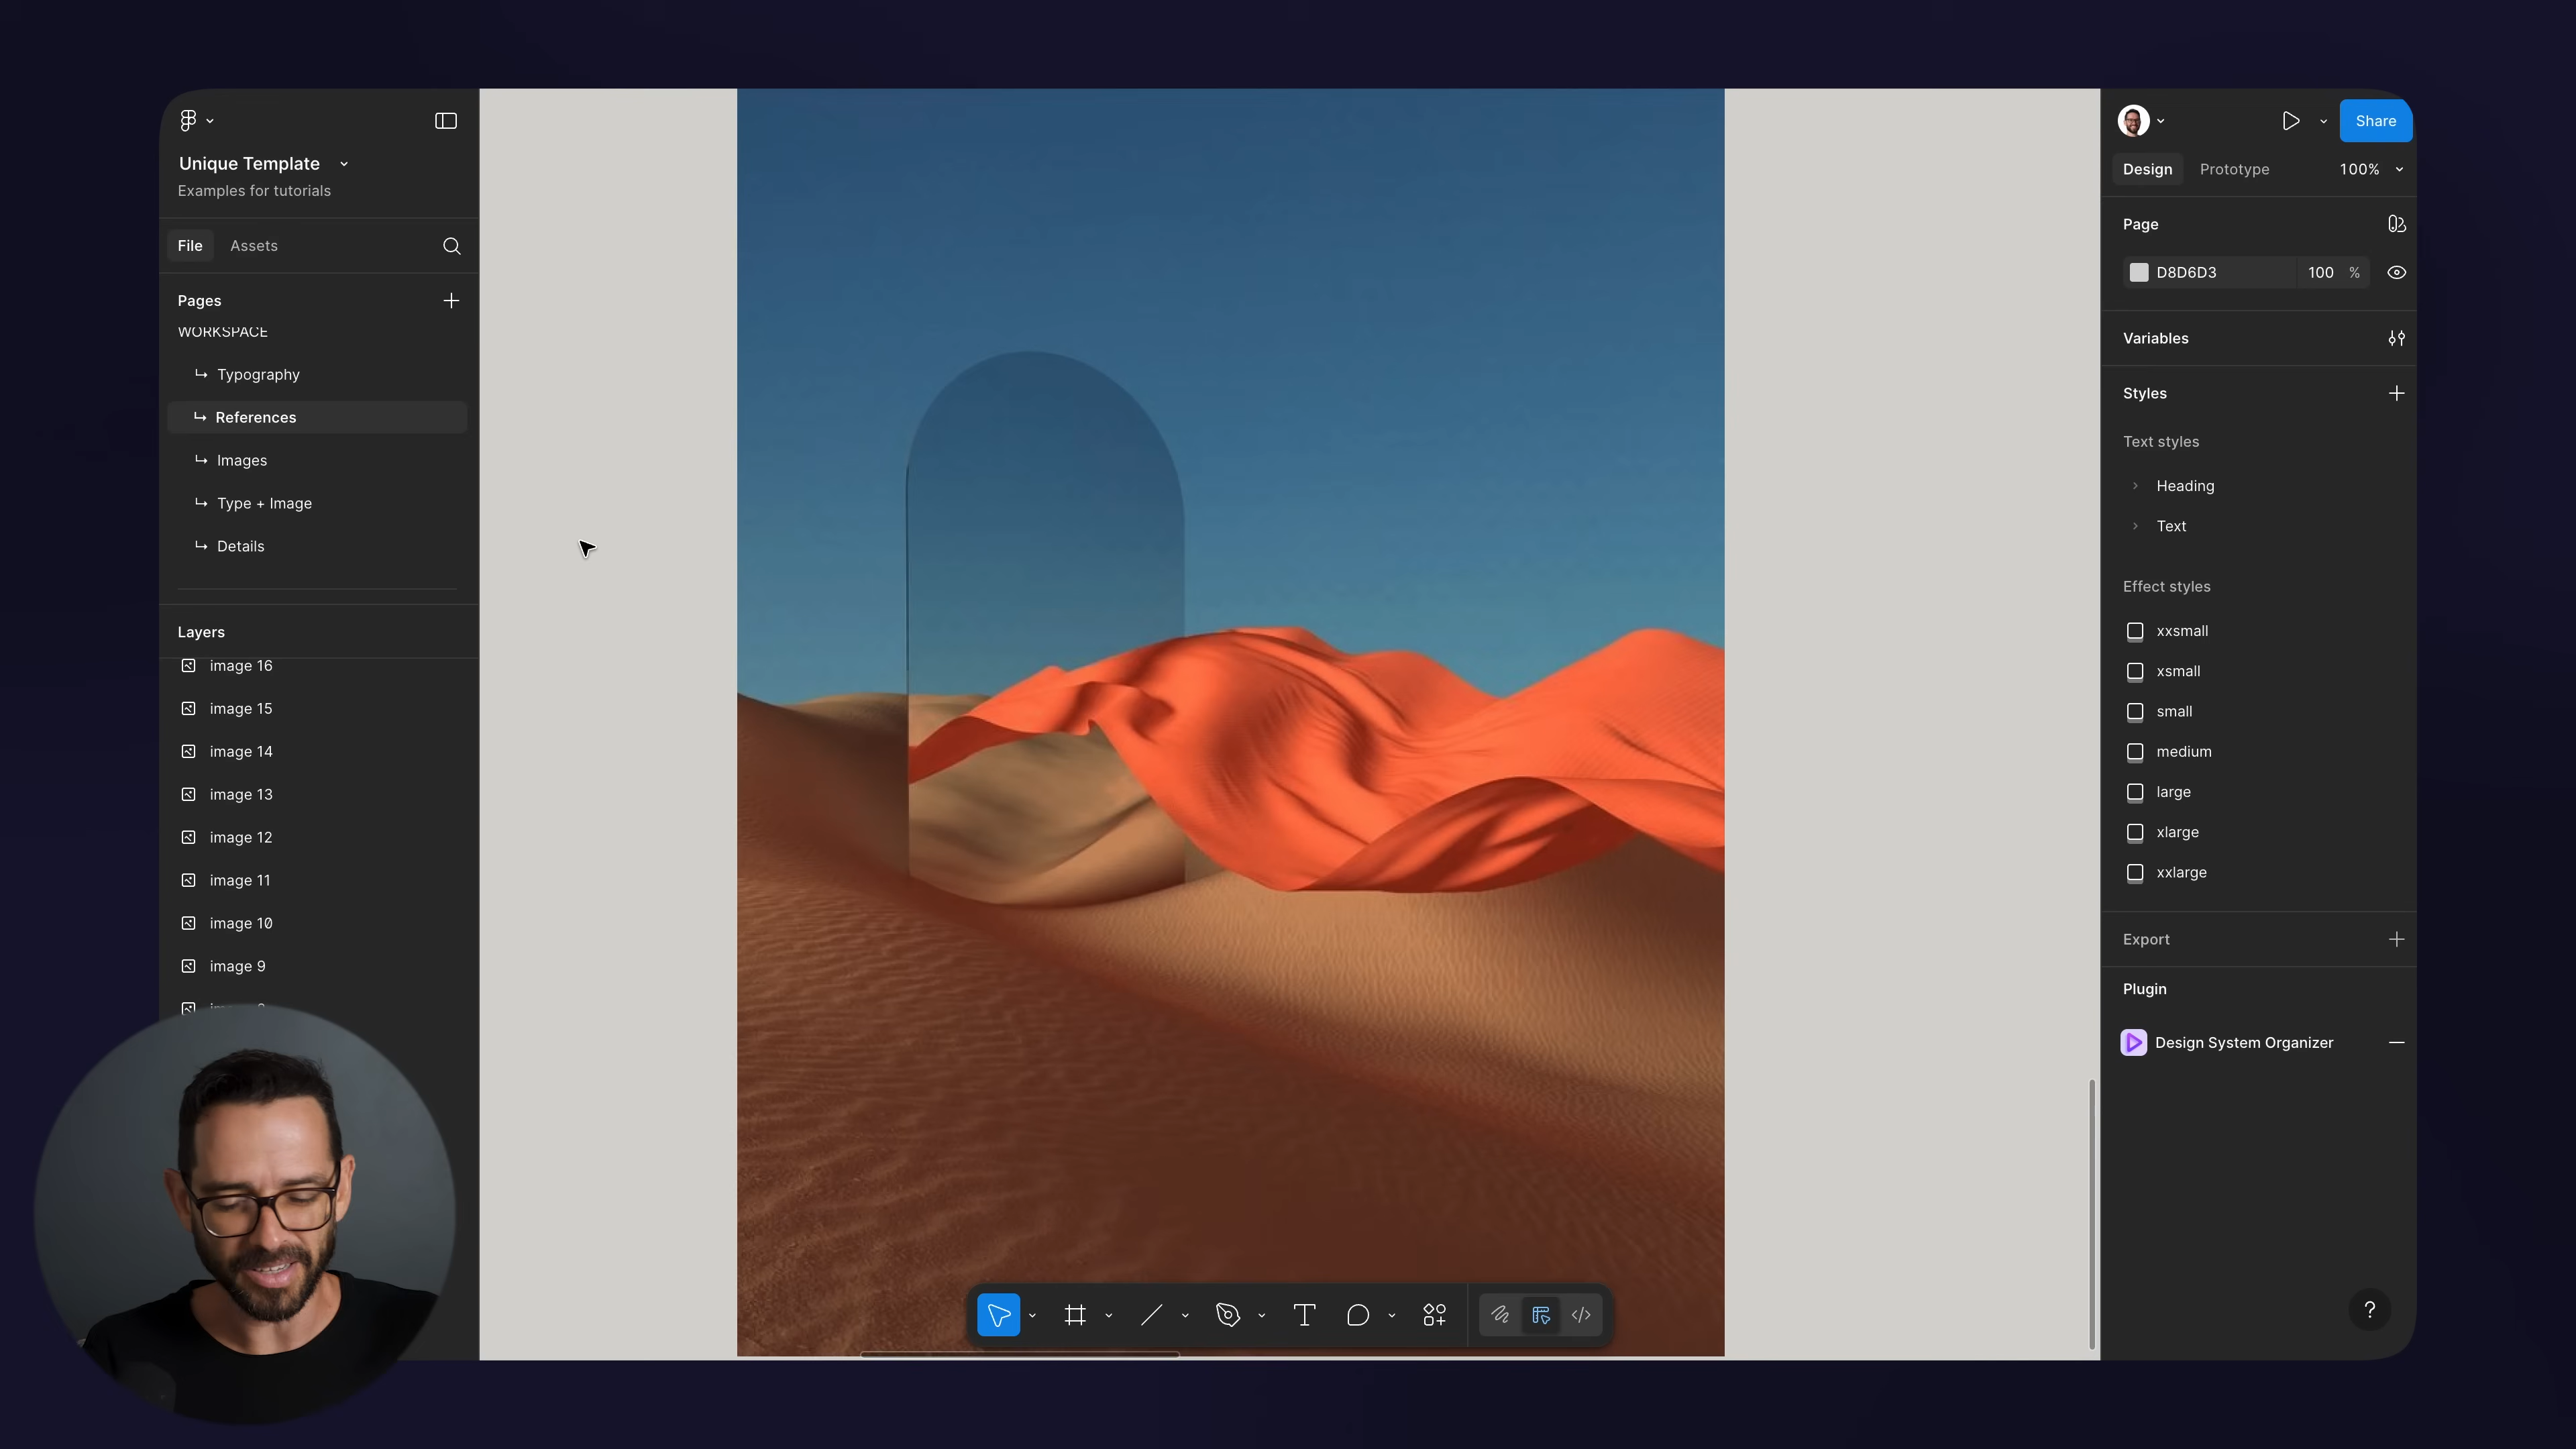 Unique Template
Examples for tutorials
File Assets
Pages
WORKSPACE
Typography
References
Images
Type + Image
Details
Layers
image 16
image 15
image 14
image 13
image 12
image 11
image 10
image 9
Share
Design Prototype 100%
Page
D8D6D3 100 %
Variables
Styles
Text styles
Heading
Text
Effect styles
xxsmall
xsmall
small
medium
large
xlarge
xxlarge
Export
Plugin
Design System Organizer
?